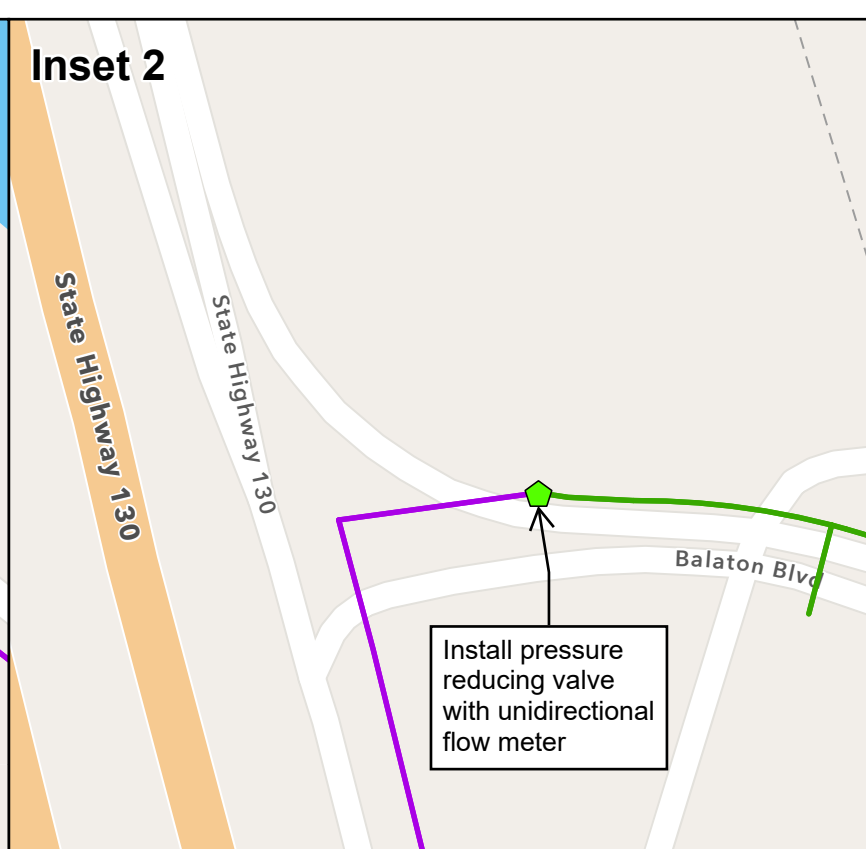 Inset 2
State Highway 130
State Highway 130
Balaton Blvd
Install pressure
reducing valve
with unidirectional
flow meter